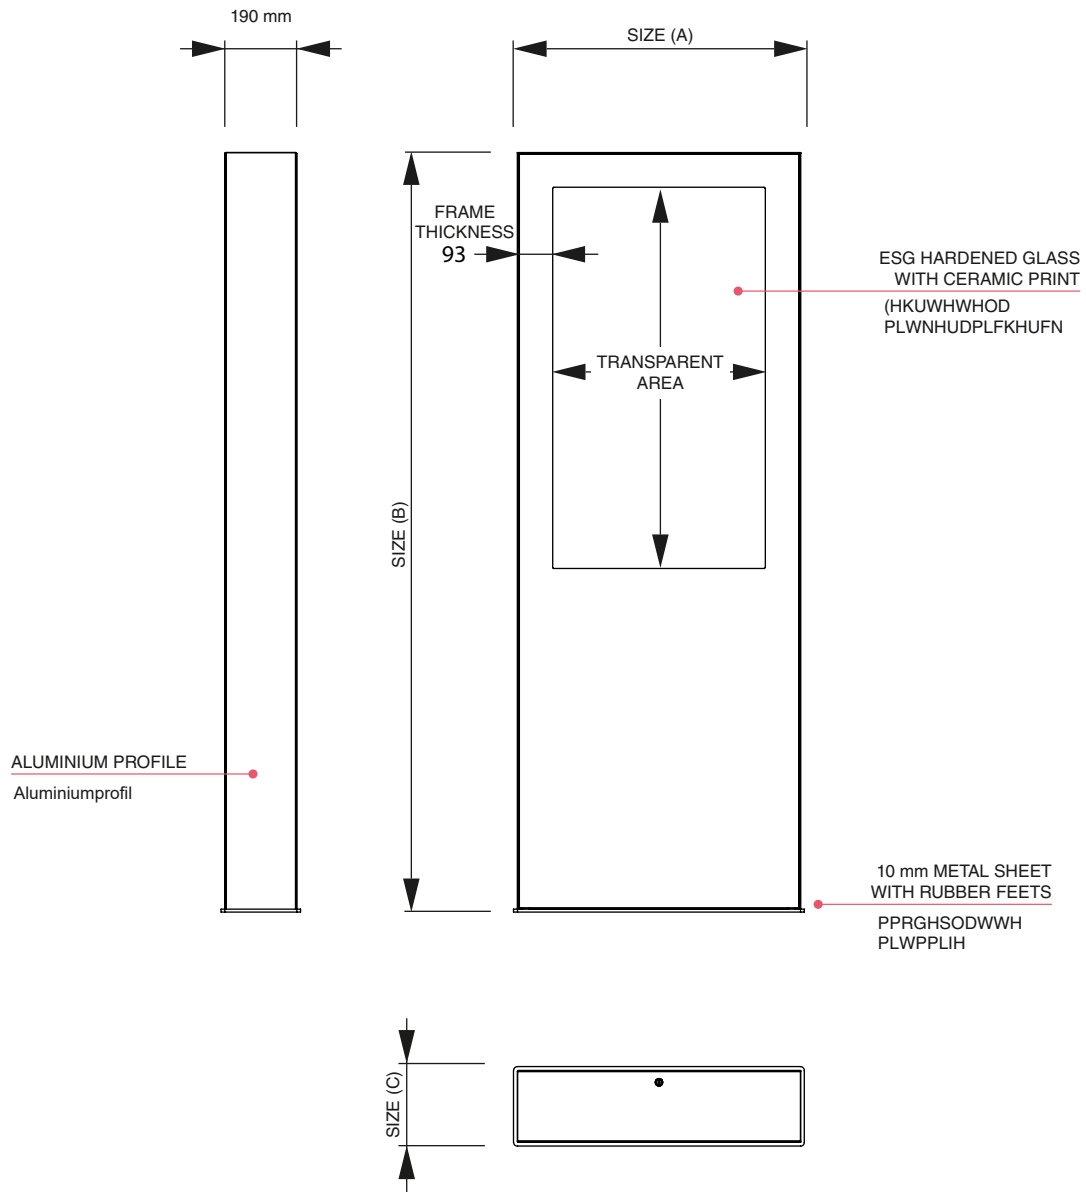 190 mm
SIZE (A)
FRAME
THICKNESS
93
ESG HARDENED GLASS
WITH CERAMIC PRINT
(HKUWHWHOD
PLWNHUDPLFKHUFN
TRANSPARENT
AREA
SIZE (B)
ALUMINIUM PROFILE
Aluminiumprofil
10 mm METAL SHEET
WITH RUBBER FEETS
PPRGHSODWWH
PLWPPLIH
SIZE (C)